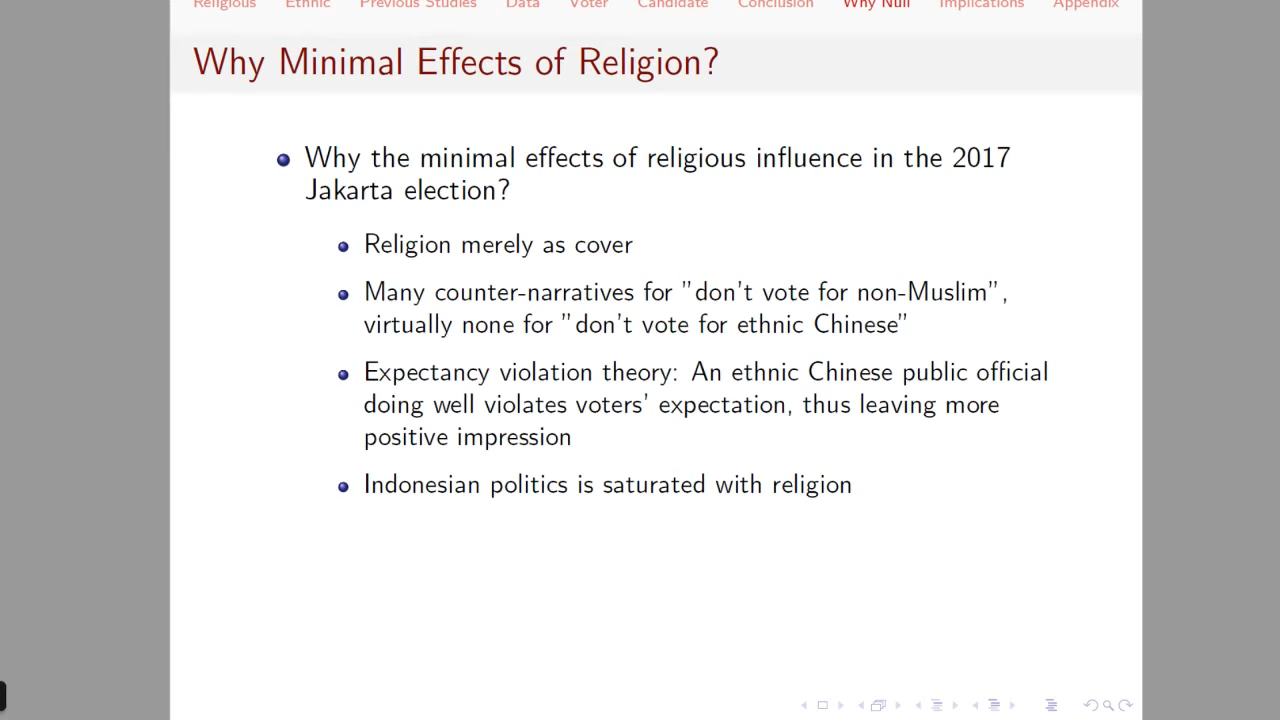 Religious Ethnic Previous Studies Data Voter Candidate Conclusion Why Null Implications Appendix
Why Minimal Effects of Religion?
Why the minimal effects of religious influence in the 2017
Jakarta election?
Religion merely as cover
Many counter-narratives for ”don't vote for non-Muslim”,
virtually none for ”don't vote for ethnic Chinese”
Expectancy violation theory: An ethnic Chinese public official
doing well violates voters' expectation, thus leaving more
positive impression
Indonesian politics is saturated with religion